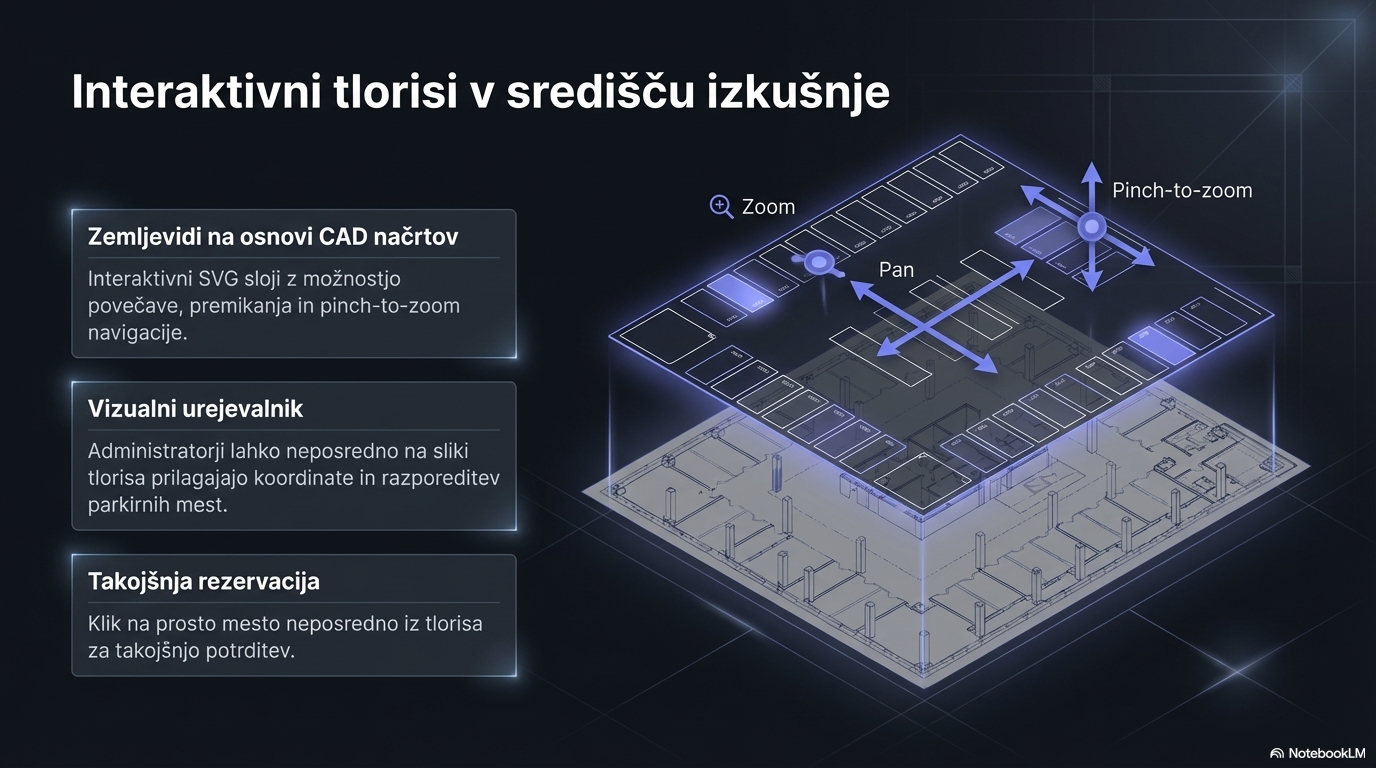 Interaktivni tlorisi v središču izkušnje
Zemljevidi na osnovi CAD načrtov
Interaktivni SVG sloji z možnostjo
povečave, premikanja in pinch-to-zoom
navigacije.
Vizualni urejevalnik
Administratorji lahko neposredno na sliki
tlorisa prilagajajo koordinate in razporeditev
parkirnih mest.
Takojšnja rezervacija
Klik na prosto mesto neposredno iz tlorisa
za takojšnjo potrditev.
Zoom
Pan
Pinch-to-zoom
NotebookLM